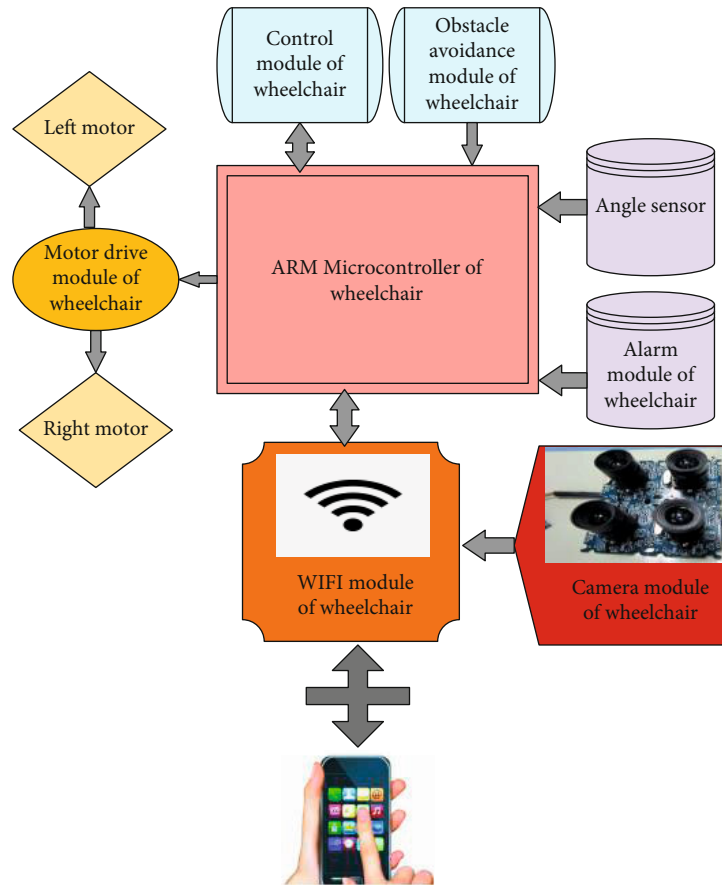 Control
module of
wheelchair
Obstacle
avoidance
module of
wheelchair
Left motor
Angle sensor
Motor drive
module of
wheelchair
ARM Microcontroller of
wheelchair
Alarm
module of
wheelchair
Right motor
WIFI module
of wheelchair
Camera module
of wheelchair